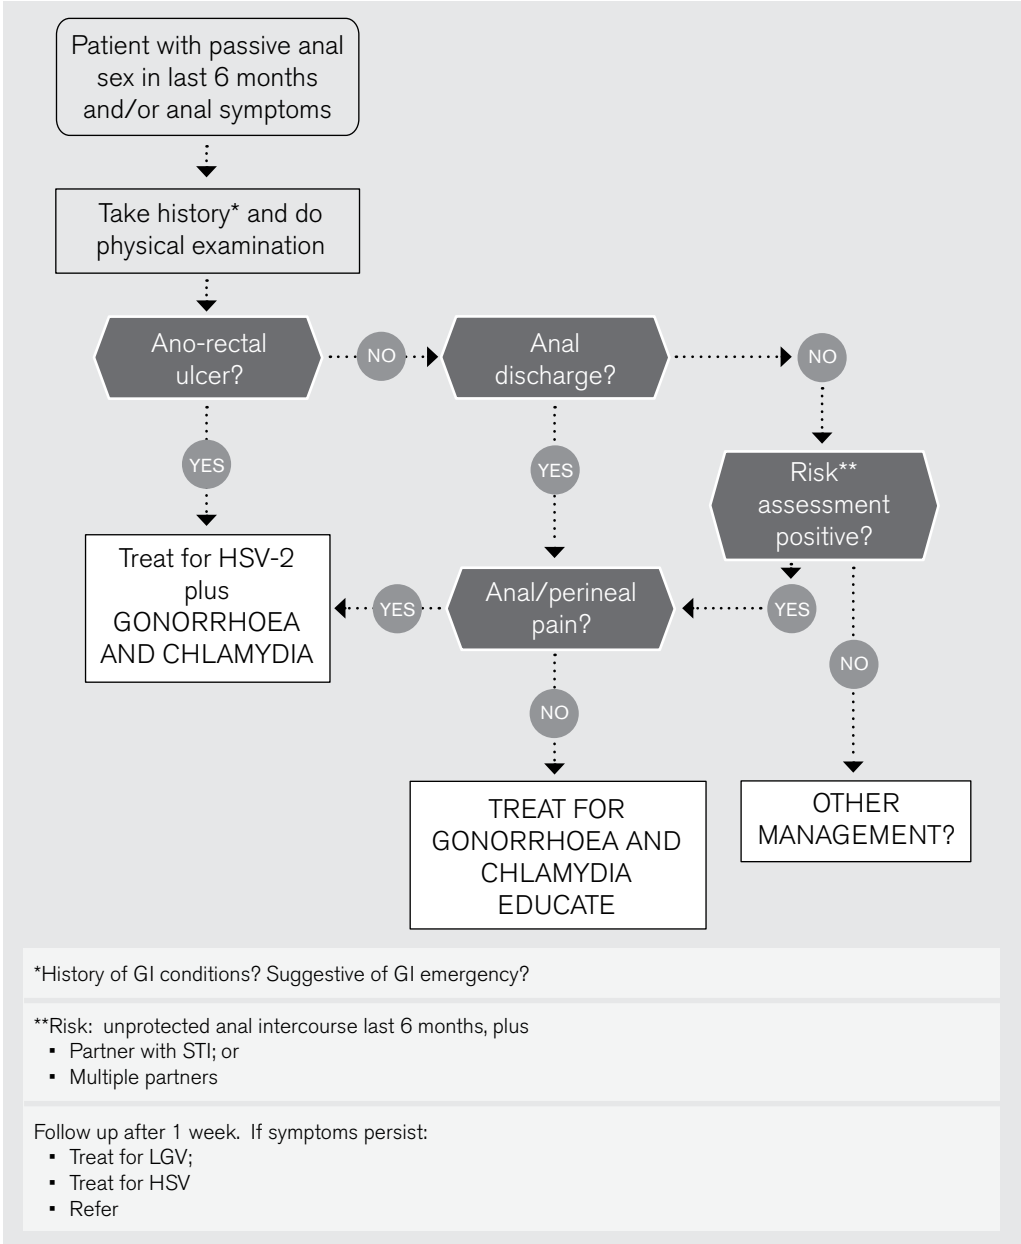 Patient with passive anal
sex in last 6 months
and/or anal symptoms
Take history* and do
physical examination
Ano-rectal
ulcer?
NO
Anal
discharge?
NO
YES
YES
Risk**
assessment
positive?
Treat for HSV-2
plus
GONORRHOEA
AND CHLAMYDIA
YES
Anal/perineal
pain?
YES
NO
NO
TREAT FOR
GONORRHOEA AND
CHLAMYDIA
EDUCATE
OTHER
MANAGEMENT?
*History of GI conditions? Suggestive of GI emergency?
**Risk:  unprotected anal intercourse last 6 months, plus
▪ Partner with STI; or
▪ Multiple partners
Follow up after 1 week.  If symptoms persist:
▪ Treat for LGV;
▪ Treat for HSV
▪ Refer